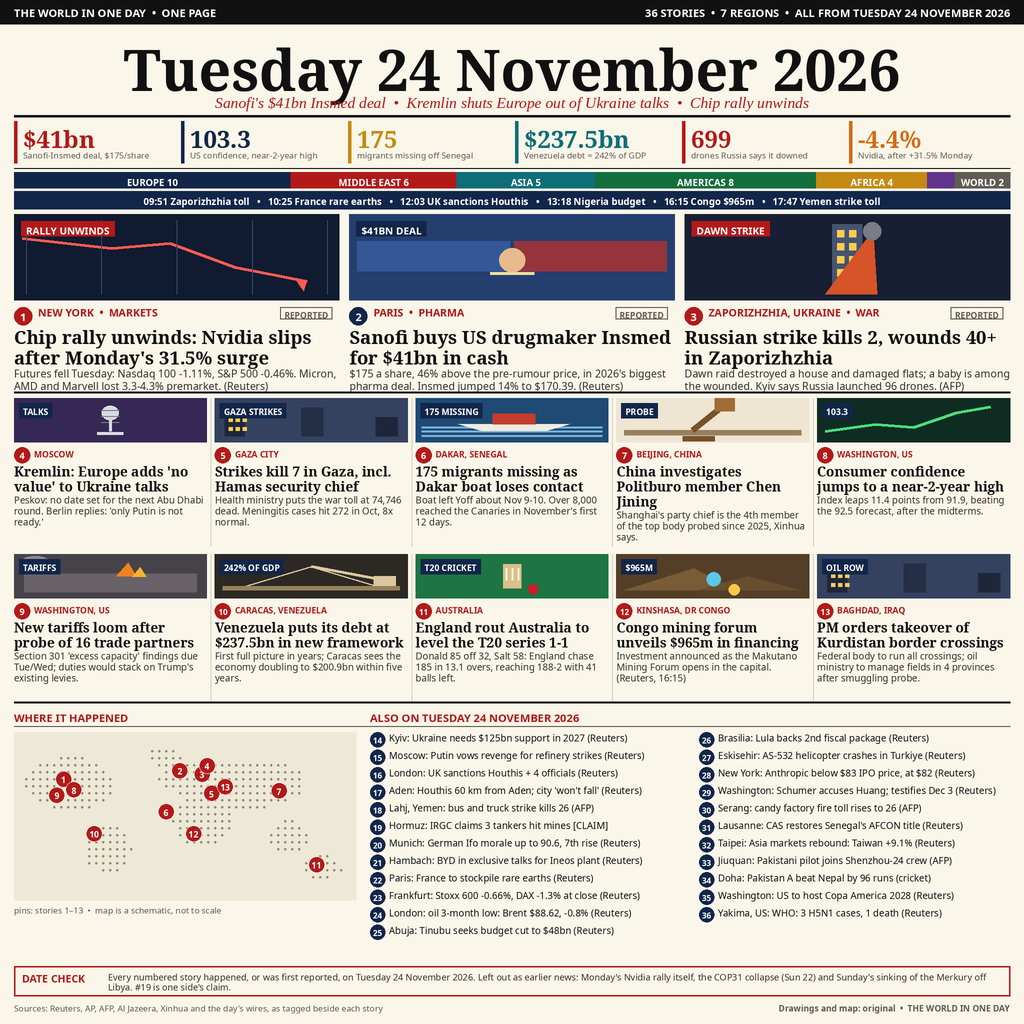 THE WORLD IN ONE DAY • ONE PAGE
36 STORIES • 7 REGIONS • ALL FROM TUESDAY 24 NOVEMBER 2026
Tuesday 24 November 2026
Sanofi's $41bn Insmed deal • Kremlin shuts Europe out of Ukraine talks • Chip rally unwinds
$41bn
Sanofi-Insmed deal, $175/share
103.3
US confidence, near-2-year high
175
migrants missing off Senegal
$237.5bn
Venezuela debt = 242% of GDP
699
drones Russia says it downed
-4.4%
Nvidia, after +31.5% Monday
EUROPE 10
MIDDLE EAST 6
ASIA 5
AMERICAS 8
AFRICA 4
WORLD 2
09:51 Zaporizhzhia toll • 10:25 France rare earths • 12:03 UK sanctions Houthis • 13:18 Nigeria budget • 16:15 Congo $965m • 17:47 Yemen strike toll
RALLY UNWINDS
1 NEW YORK • MARKETS
REPORTED
Chip rally unwinds: Nvidia slips
after Monday's 31.5% surge
Futures fell Tuesday: Nasdaq 100 -1.11%, S&P 500 -0.46%. Micron,
AMD and Marvell lost 3.3-4.3% premarket. (Reuters)
$41BN DEAL
2 PARIS • PHARMA
REPORTED
Sanofi buys US drugmaker Insmed
for $41bn in cash
$175 a share, 46% above the pre-rumour price, in 2026's biggest
pharma deal. Insmed jumped 14% to $170.39. (Reuters)
DAWN STRIKE
3 ZAPORIZHZHIA, UKRAINE • WAR
REPORTED
Russian strike kills 2, wounds 40+
in Zaporizhzhia
Dawn raid destroyed a house and damaged flats; a baby is among
the wounded. Kyiv says Russia launched 96 drones. (AFP)
TALKS
4 MOSCOW
Kremlin: Europe adds 'no
value' to Ukraine talks
Peskov: no date set for the next Abu Dhabi
round. Berlin replies: 'only Putin is not
ready.'
GAZA STRIKES
5 GAZA CITY
Strikes kill 7 in Gaza, incl.
Hamas security chief
Health ministry puts the war toll at 74,746
dead. Meningitis cases hit 272 in Oct, 8x
normal.
175 MISSING
6 DAKAR, SENEGAL
175 migrants missing as
Dakar boat loses contact
Boat left Yoff about Nov 9-10. Over 8,000
reached the Canaries in November's first
12 days.
PROBE
7 BEIJING, CHINA
China investigates
Politburo member Chen
Jining
Shanghai's party chief is the 4th member
of the top body probed since 2025, Xinhua
says.
103.3
8 WASHINGTON, US
Consumer confidence
jumps to a near-2-year high
Index leaps 11.4 points from 91.9, beating
the 92.5 forecast, after the midterms.
TARIFFS
9 WASHINGTON, US
New tariffs loom after
probe of 16 trade partners
Section 301 'excess capacity' findings due
Tue/Wed; duties would stack on Trump's
existing levies.
242% OF GDP
10 CARACAS, VENEZUELA
Venezuela puts its debt at
$237.5bn in new framework
First full picture in years; Caracas sees the
economy doubling to $200.9bn within five
years.
T20 CRICKET
11 AUSTRALIA
England rout Australia to
level the T20 series 1-1
Donald 85 off 32, Salt 58: England chase
185 in 13.1 overs, reaching 188-2 with 41
balls left.
$965M
12 KINSHASA, DR CONGO
Congo mining forum
unveils $965m in financing
Investment announced as the Makutano
Mining Forum opens in the capital.
(Reuters, 16:15)
OIL ROW
13 BAGHDAD, IRAQ
PM orders takeover of
Kurdistan border crossings
Federal body to run all crossings; oil
ministry to manage fields in 4 provinces
after smuggling probe.
WHERE IT HAPPENED
1
2
3
4
5
6
7
8
9
10
11
12
13
pins: stories 1–13 • map is a schematic, not to scale
ALSO ON TUESDAY 24 NOVEMBER 2026
14 Kyiv: Ukraine needs $125bn support in 2027 (Reuters)
15 Moscow: Putin vows revenge for refinery strikes (Reuters)
16 London: UK sanctions Houthis + 4 officials (Reuters)
17 Aden: Houthis 60 km from Aden; city 'won't fall' (Reuters)
18 Lahj, Yemen: bus and truck strike kills 26 (AFP)
19 Hormuz: IRGC claims 3 tankers hit mines [CLAIM]
20 Munich: German Ifo morale up to 90.6, 7th rise (Reuters)
21 Hambach: BYD in exclusive talks for Ineos plant (Reuters)
22 Paris: France to stockpile rare earths (Reuters)
23 Frankfurt: Stoxx 600 -0.66%, DAX -1.3% at close (Reuters)
24 London: oil 3-month low: Brent $88.62, -0.8% (Reuters)
25 Abuja: Tinubu seeks budget cut to $48bn (Reuters)
26 Brasilia: Lula backs 2nd fiscal package (Reuters)
27 Eskisehir: AS-532 helicopter crashes in Turkiye (Reuters)
28 New York: Anthropic below $83 IPO price, at $82 (Reuters)
29 Washington: Schumer accuses Huang; testifies Dec 3 (Reuters)
30 Serang: candy factory fire toll rises to 26 (AFP)
31 Lausanne: CAS restores Senegal's AFCON title (Reuters)
32 Taipei: Asia markets rebound: Taiwan +9.1% (Reuters)
33 Jiuquan: Pakistani pilot joins Shenzhou-24 crew (AFP)
34 Doha: Pakistan A beat Nepal by 96 runs (cricket)
35 Washington: US to host Copa America 2028 (Reuters)
36 Yakima, US: WHO: 3 H5N1 cases, 1 death (Reuters)
DATE CHECK
Every numbered story happened, or was first reported, on Tuesday 24 November 2026. Left out as earlier news: Monday's Nvidia rally itself, the COP31 collapse (Sun 22) and Sunday's sinking of the Merkury off
Libya. #19 is one side's claim.
Sources: Reuters, AP, AFP, Al Jazeera, Xinhua and the day's wires, as tagged beside each story
Drawings and map: original • THE WORLD IN ONE DAY